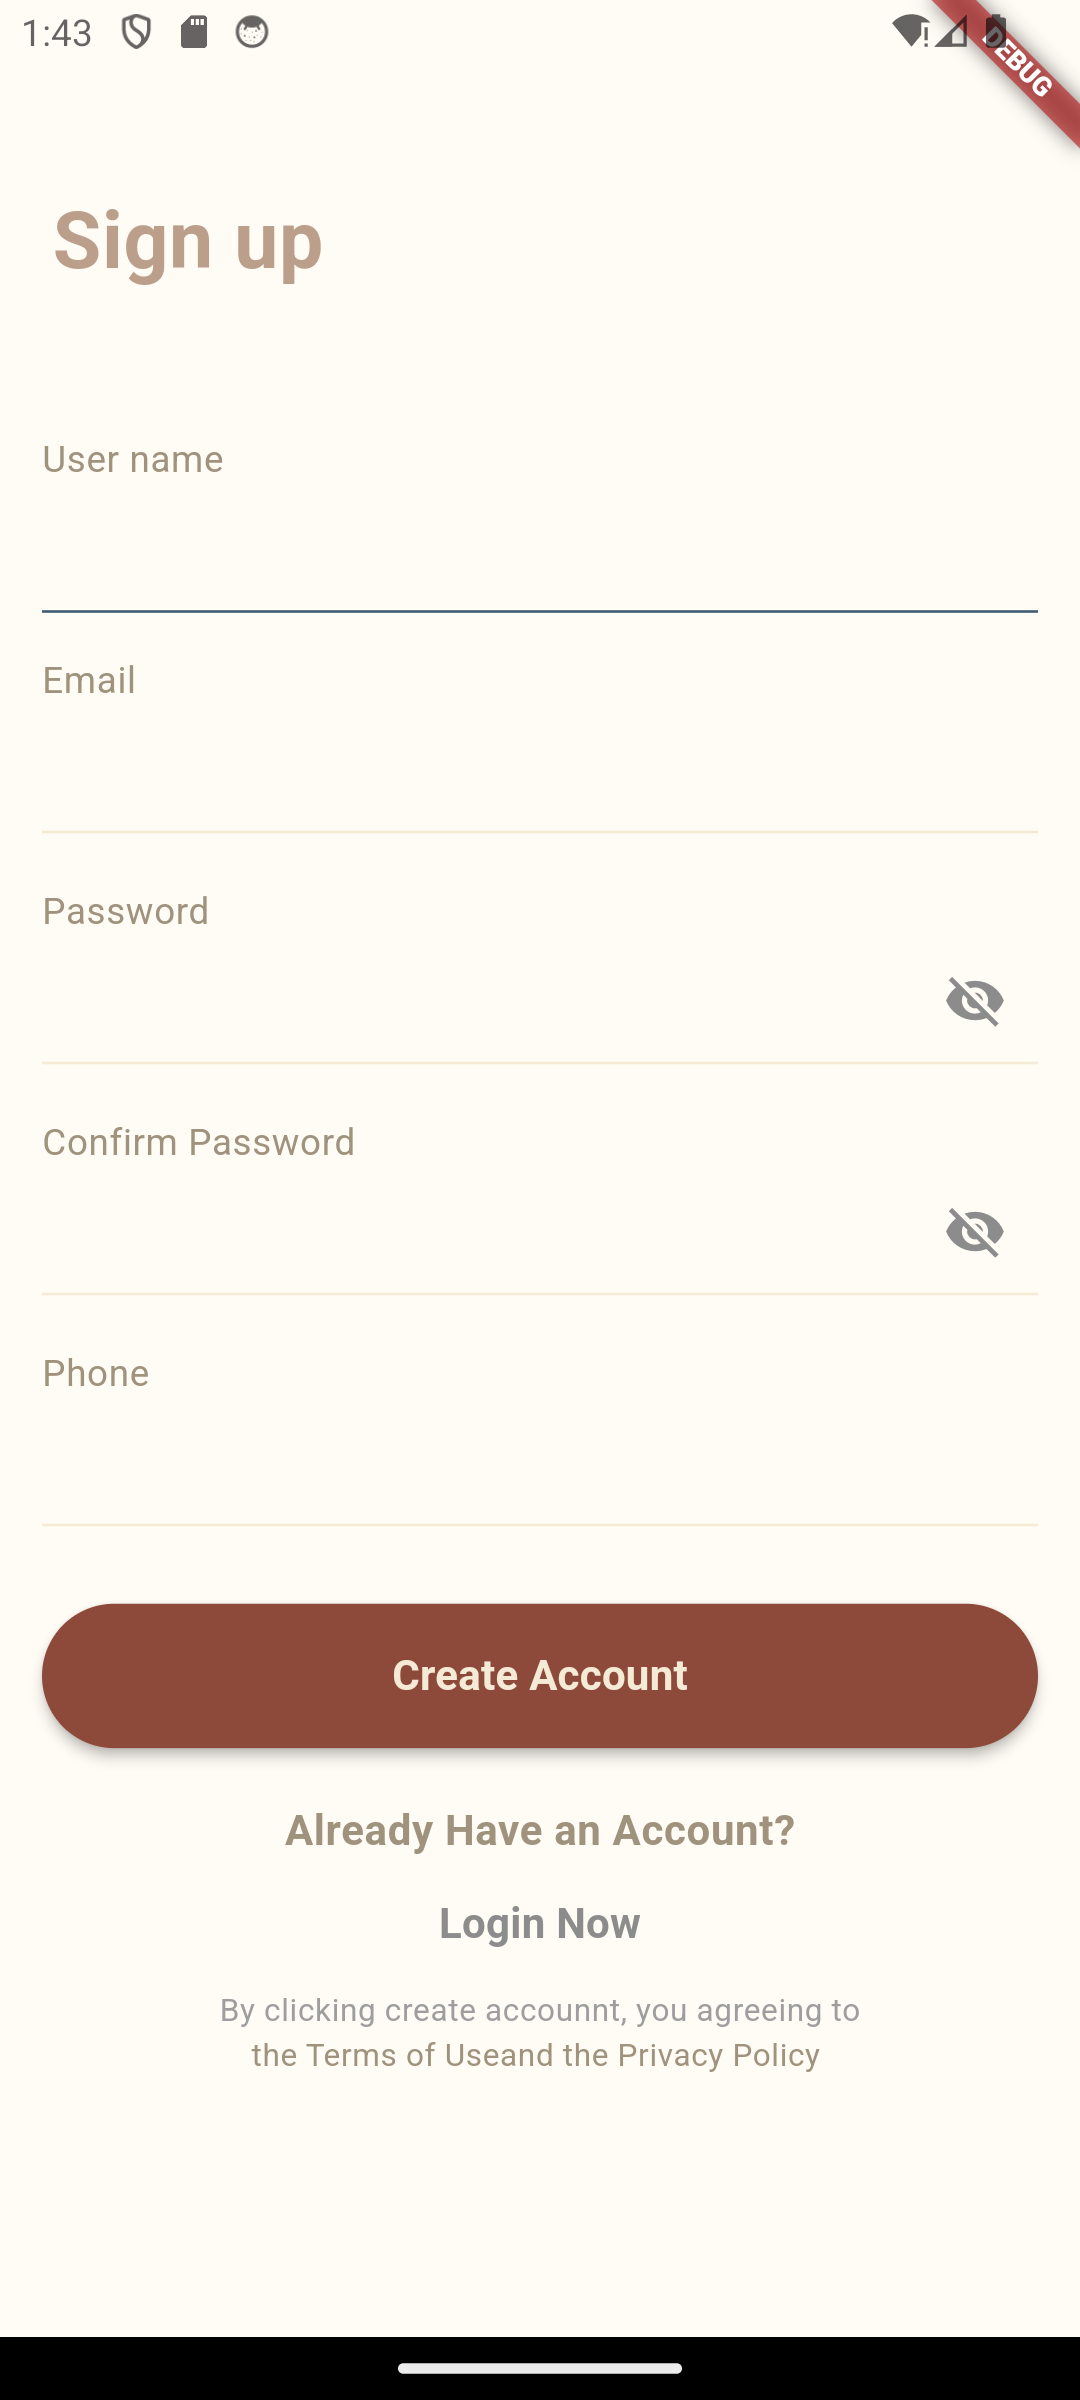 1:43
DEBUG
Sign up
User name
Email
Password
Confirm Password
Phone
Create Account
Already Have an Account?
Login Now
By clicking create accounnt, you agreeing to
the Terms of Useand the Privacy Policy